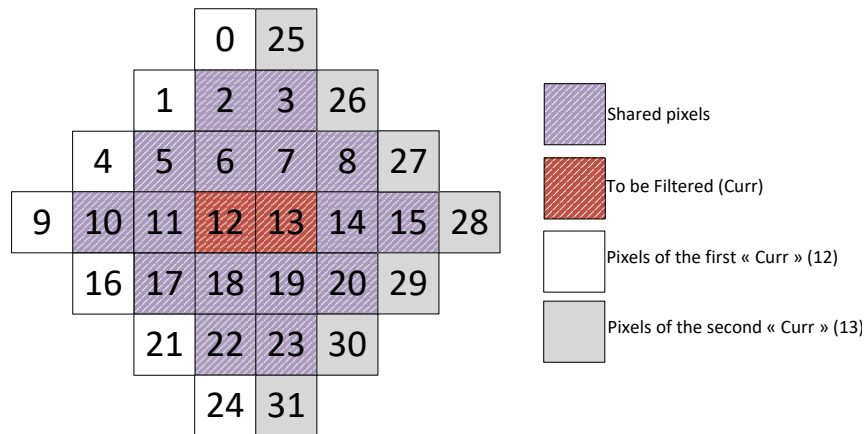 0 25
1 2 3 26
4 5 6 7 8 27
9 10 11 12 13 14 15 28
16 17 18 19 20 29
21 22 23 30
24 31
Shared pixels
To be Filtered (Curr)
Pixels of the first « Curr » (12)
Pixels of the second « Curr » (13)